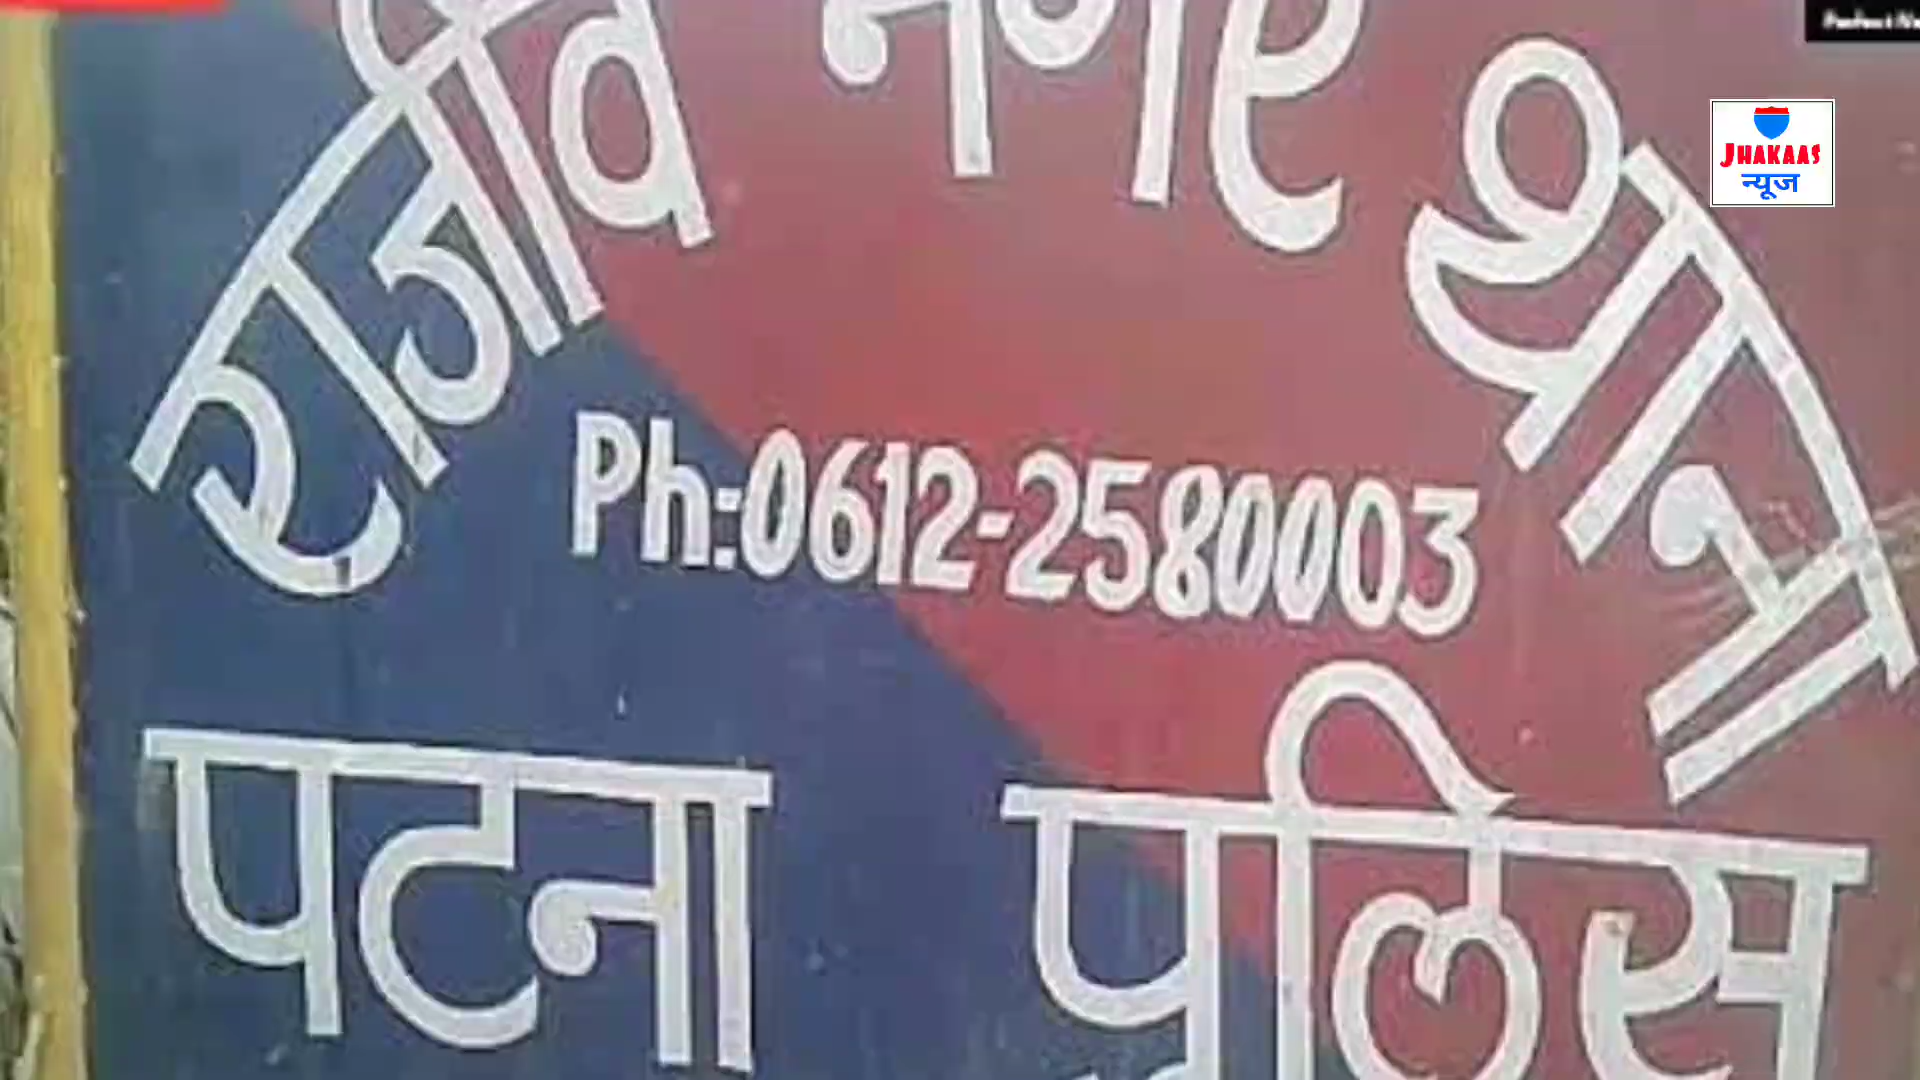 राजीव नगर थाना
JHAKAAS
न्यूज
Ph:0612-2580003
पटना पुलिस